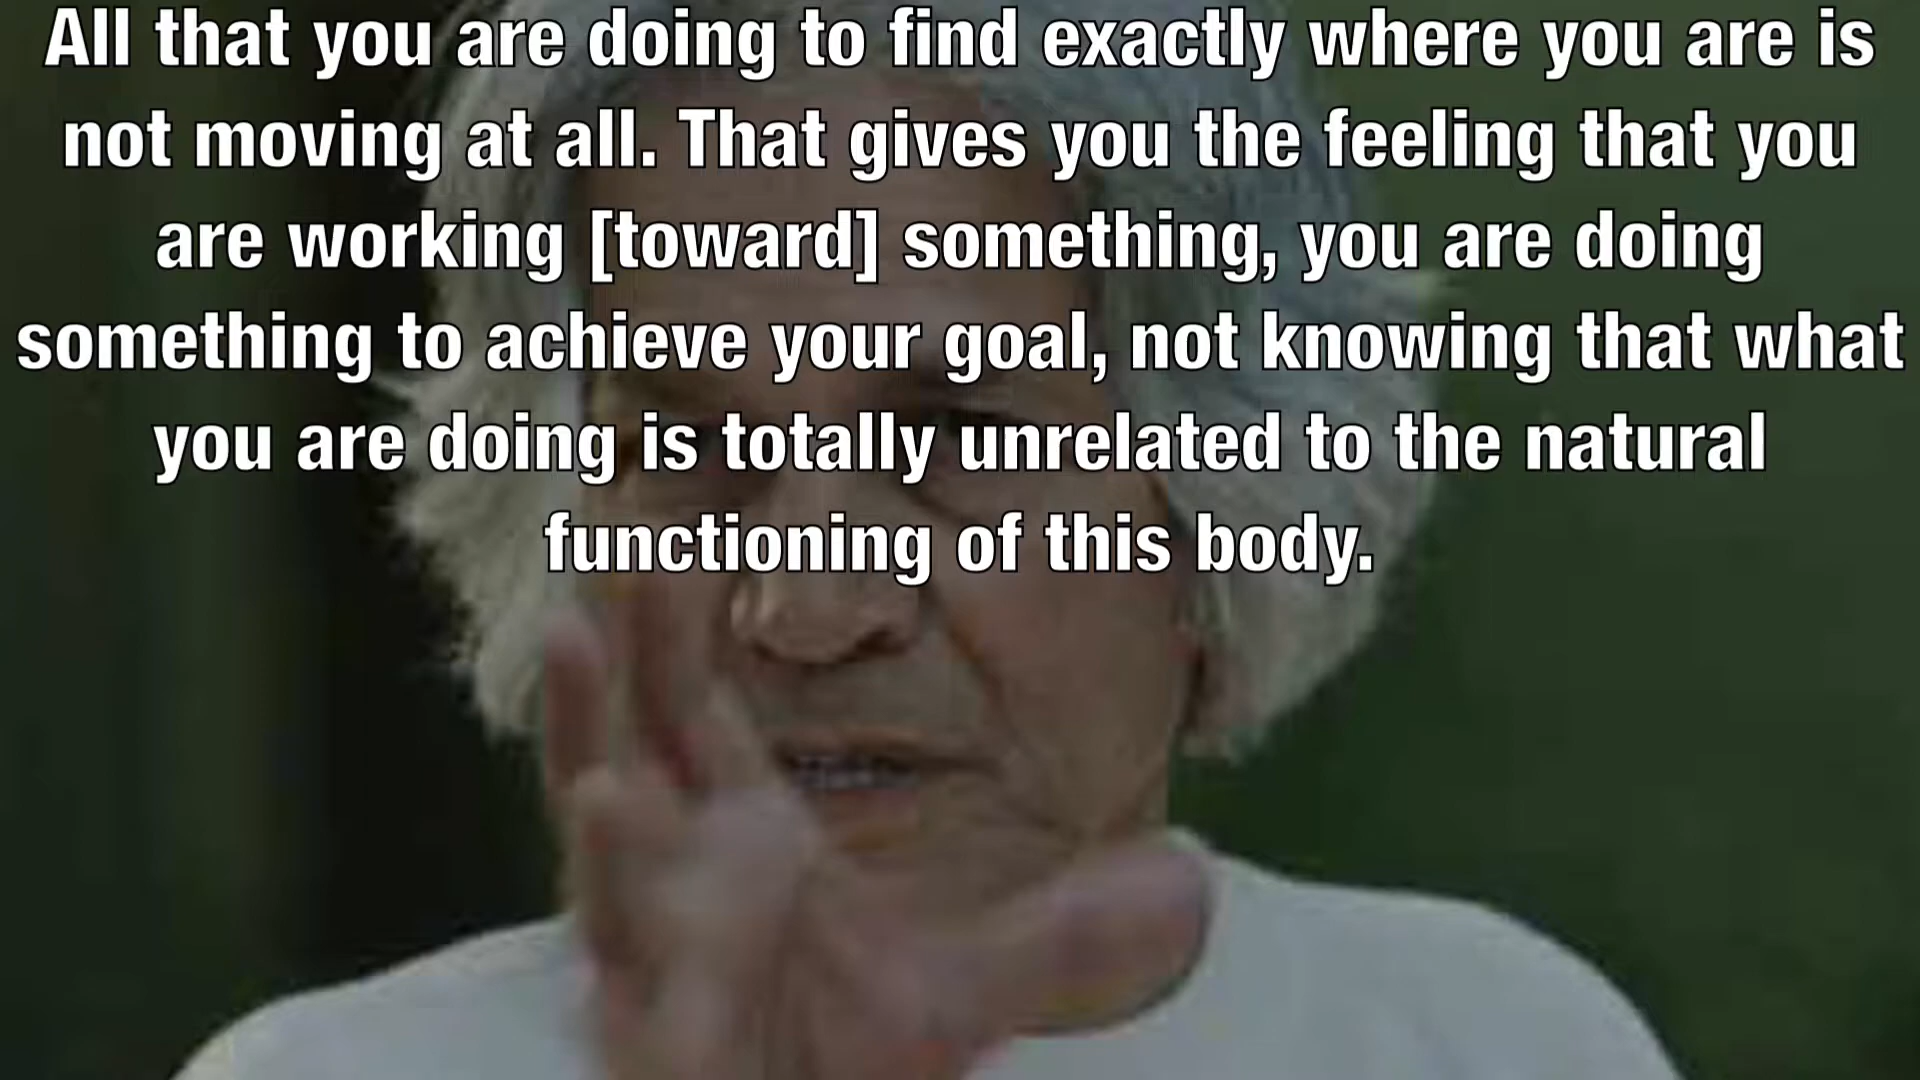 All that you are doing to find exactly where you are is
not moving at all. That gives you the feeling that you
are working [toward] something, you are doing
something to achieve your goal, not knowing that what
you are doing is totally unrelated to the natural
functioning of this body.